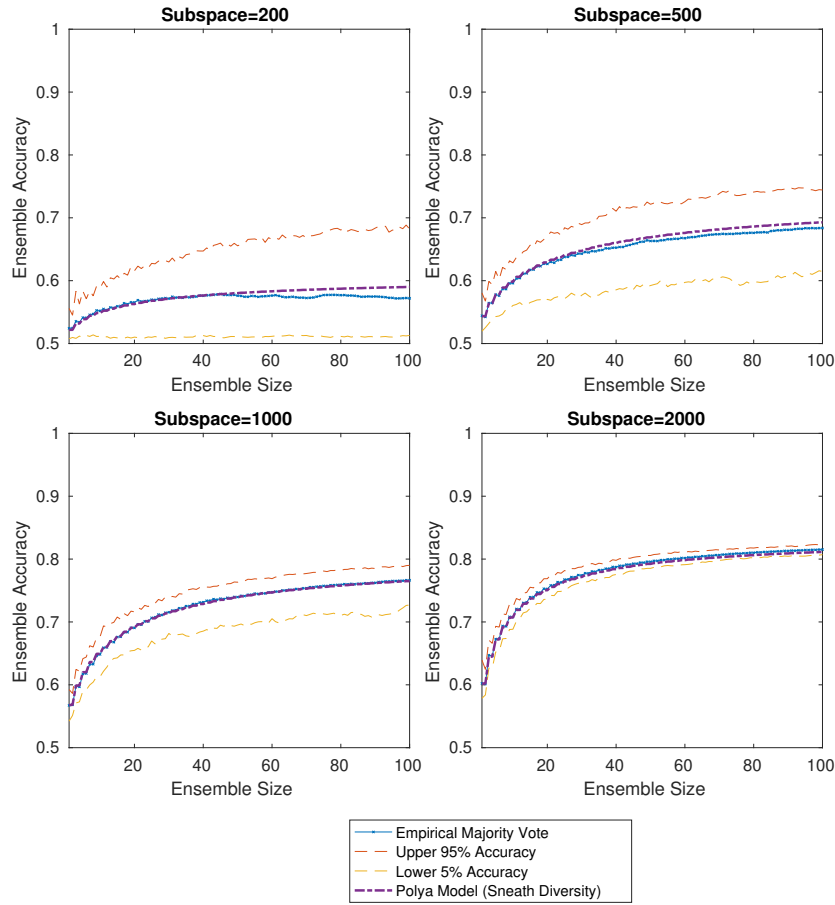 Subspace=200
1
0.9
0.8
0.7
0.6
0.5
Ensemble Accuracy
20 40 60 80 100
Ensemble Size
Subspace=500
1
0.9
0.8
0.7
0.6
0.5
Ensemble Accuracy
20 40 60 80 100
Ensemble Size
Subspace=1000
1
0.9
0.8
0.7
0.6
0.5
Ensemble Accuracy
20 40 60 80 100
Ensemble Size
Subspace=2000
1
0.9
0.8
0.7
0.6
0.5
Ensemble Accuracy
20 40 60 80 100
Ensemble Size
Empirical Majority Vote
Upper 95% Accuracy
Lower 5% Accuracy
Polya Model (Sneath Diversity)